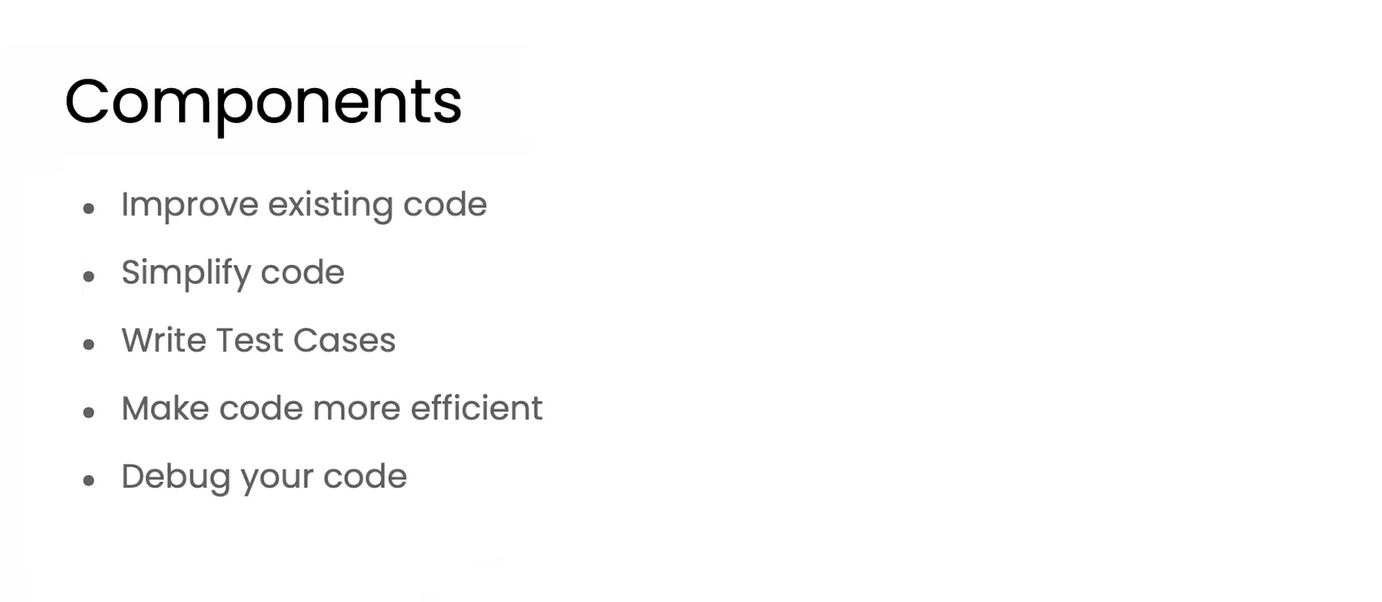 Components
• Improve existing code
• Simplify code
• Write Test Cases
• Make code more efficient
• Debug your code